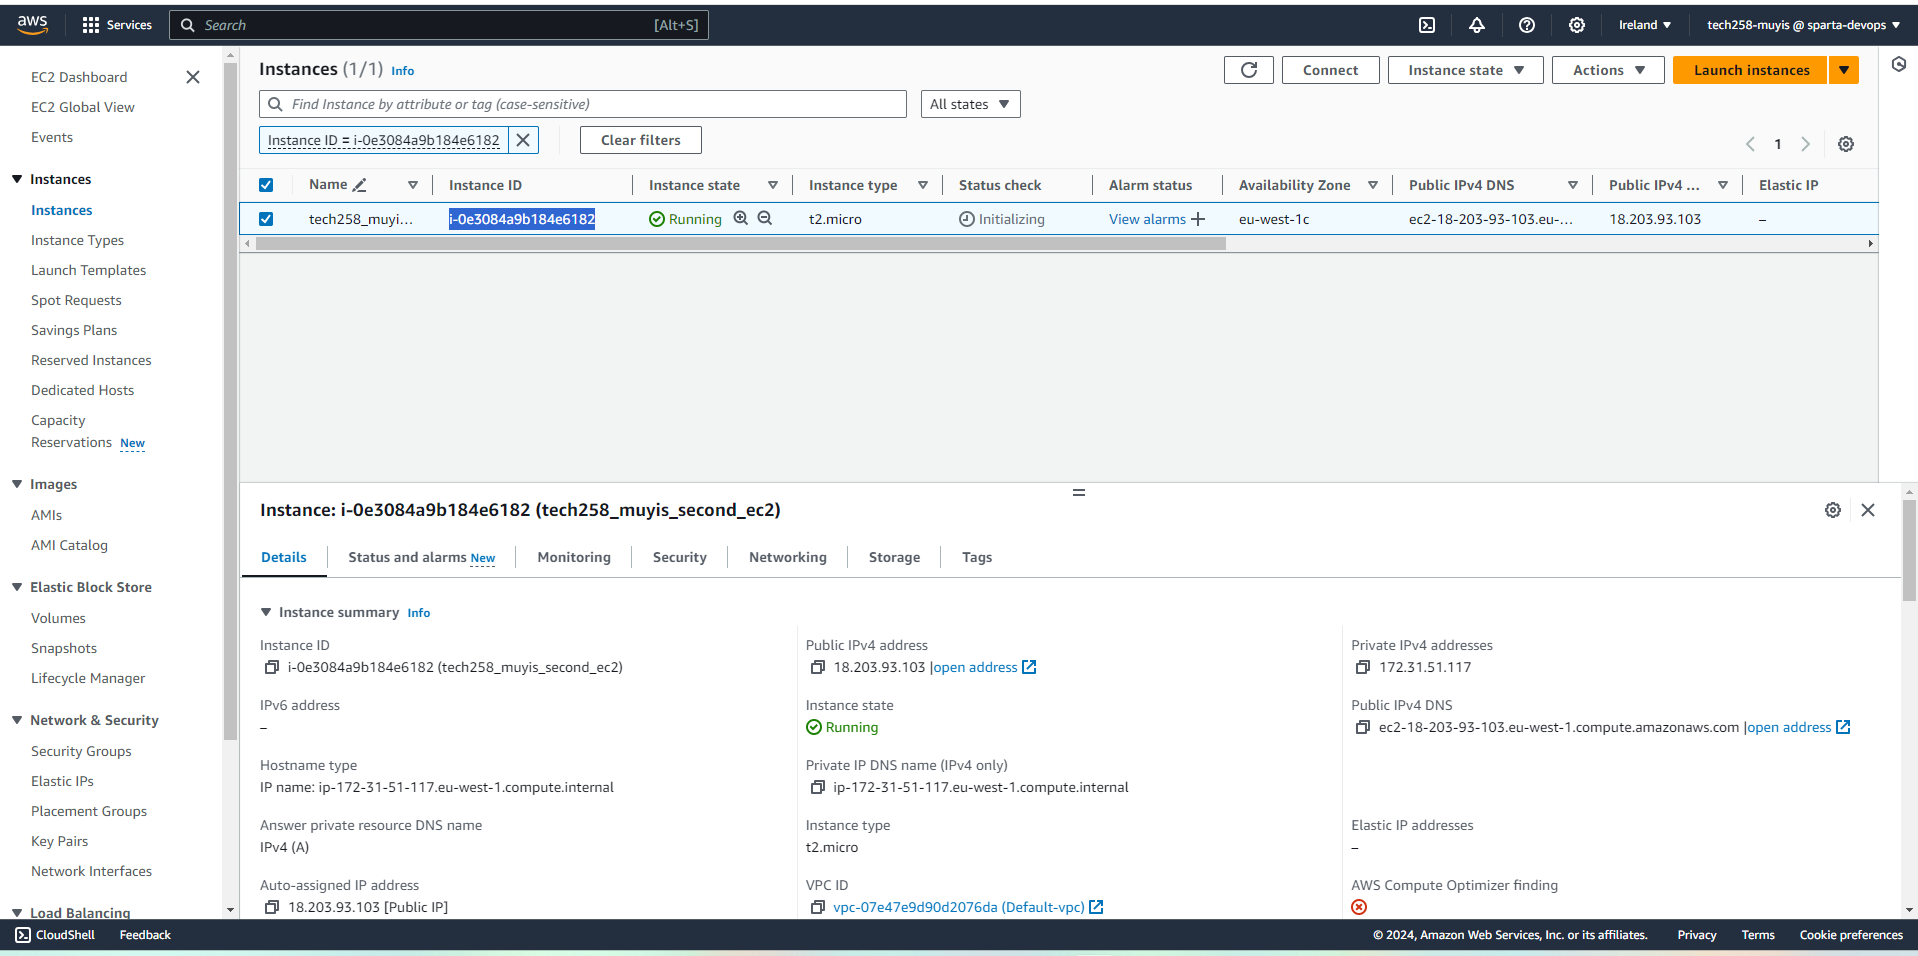 aws
Services
Search
[Alt+S]
Ireland
tech258-muyis @ sparta-devops
EC2 Dashboard
EC2 Global View
Events
Instances
Instances
Instance Types
Launch Templates
Spot Requests
Savings Plans
Reserved Instances
Dedicated Hosts
Capacity
Reservations New
Images
AMIs
AMI Catalog
Elastic Block Store
Volumes
Snapshots
Lifecycle Manager
Network & Security
Security Groups
Elastic IPs
Placement Groups
Key Pairs
Network Interfaces
Load Balancing
Instances (1/1) Info
Connect
Instance state
Actions
Launch instances
Find Instance by attribute or tag (case-sensitive)
All states
Instance ID = i-0e3084a9b184e6182
Clear filters
1
Name Instance ID Instance state Instance type Status check Alarm status Availability Zone Public IPv4 DNS Public IPv4 ... Elastic IP
tech258_muyi... i-0e3084a9b184e6182 Running t2.micro Initializing View alarms eu-west-1c ec2-18-203-93-103.eu-... 18.203.93.103 –
Instance: i-0e3084a9b184e6182 (tech258_muyis_second_ec2)
Details Status and alarms New Monitoring Security Networking Storage Tags
Instance summary Info
Instance ID
i-0e3084a9b184e6182 (tech258_muyis_second_ec2)
Public IPv4 address
18.203.93.103 |open address
Private IPv4 addresses
172.31.51.117
IPv6 address
–
Instance state
Running
Public IPv4 DNS
ec2-18-203-93-103.eu-west-1.compute.amazonaws.com |open address
Hostname type
IP name: ip-172-31-51-117.eu-west-1.compute.internal
Private IP DNS name (IPv4 only)
ip-172-31-51-117.eu-west-1.compute.internal
Answer private resource DNS name
IPv4 (A)
Instance type
t2.micro
Elastic IP addresses
–
Auto-assigned IP address
18.203.93.103 [Public IP]
VPC ID
vpc-07e47e9d90d2076da (Default-vpc)
AWS Compute Optimizer finding
CloudShell
Feedback
© 2024, Amazon Web Services, Inc. or its affiliates.
Privacy
Terms
Cookie preferences